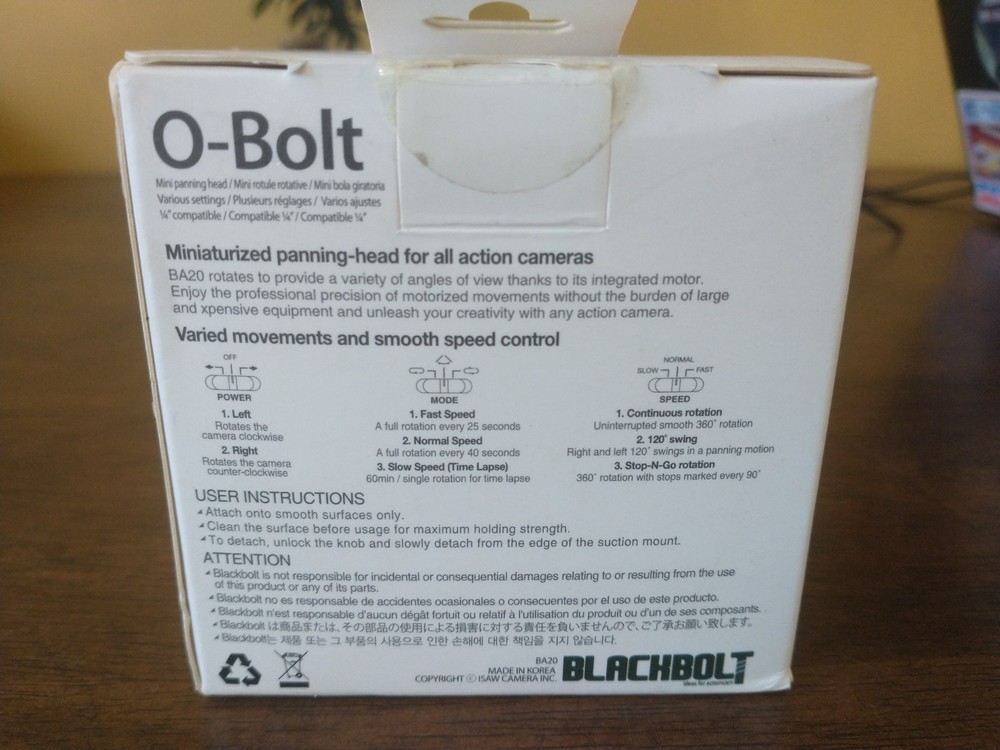 O-Bolt
Mini panning head / Mini rotule rotative / Mini bola giratoria
Various settings / Plusieurs réglages / Varios ajustes
¼" compatible / Compatible ¼" / Compatible ¼"
Miniaturized panning-head for all action cameras
BA20 rotates to provide a variety of angles of view thanks to its integrated motor.
Enjoy the professional precision of motorized movements without the burden of large
and xpensive equipment and unleash your creativity with any action camera.
Varied movements and smooth speed control
OFF
POWER
1. Left
Rotates the
camera clockwise
2. Right
Rotates the camera
counter-clockwise
MODE
1. Fast Speed
A full rotation every 25 seconds
2. Normal Speed
A full rotation every 40 seconds
3. Slow Speed (Time Lapse)
60min / single rotation for time lapse
NORMAL
SLOW FAST
SPEED
1. Continuous rotation
Uninterrupted smooth 360˚ rotation
2. 120˚ swing
Right and left 120˚ swings in a panning motion
3. Stop-N-Go rotation
360˚ rotation with stops marked every 90˚
USER INSTRUCTIONS
Attach onto smooth surfaces only.
Clean the surface before usage for maximum holding strength.
To detach, unlock the knob and slowly detach from the edge of the suction mount.
ATTENTION
Blackbolt is not responsible for incidental or consequential damages relating to or resulting from the use
of this product or any of its parts.
Blackbolt no es responsable de accidentes ocasionales o consecuentes por el uso de este producto.
Blackbolt n'est responsable d'aucun dégât fortuit ou relatif à l'utilisation du produit ou d'un de ses composants.
Blackbolt は商品または、その部品の使用による損害に対する責任を負いませんので、ご了承お願い致します。
Blackbolt는 제품 또는 그 부품의 사용으로 인한 손해에 대한 책임을 지지 않습니다.
BA20
MADE IN KOREA
COPYRIGHT ⓒ ISAW CAMERA INC.
BLACKBOLT